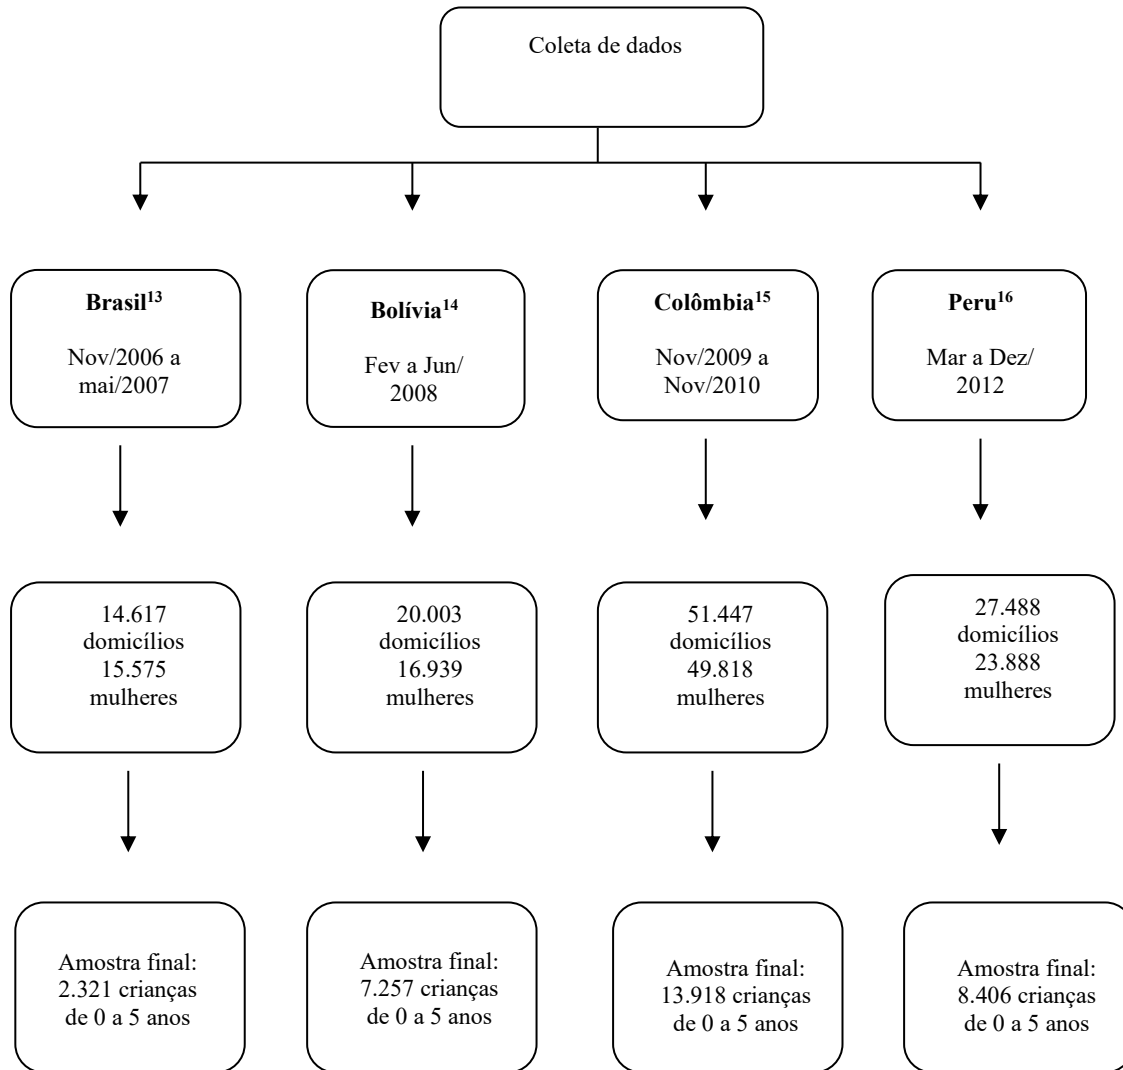 Coleta de dados
Brasil¹³
Nov/2006 a
mai/2007
Bolívia¹⁴
Fev a Jun/
2008
Colômbia¹⁵
Nov/2009 a
Nov/2010
Peru¹⁶
Mar a Dez/
2012
14.617
domicílios
15.575
mulheres
20.003
domicílios
16.939
mulheres
51.447
domicílios
49.818
mulheres
27.488
domicílios
23.888
mulheres
Amostra final:
2.321 crianças
de 0 a 5 anos
Amostra final:
7.257 crianças
de 0 a 5 anos
Amostra final:
13.918 crianças
de 0 a 5 anos
Amostra final:
8.406 crianças
de 0 a 5 anos